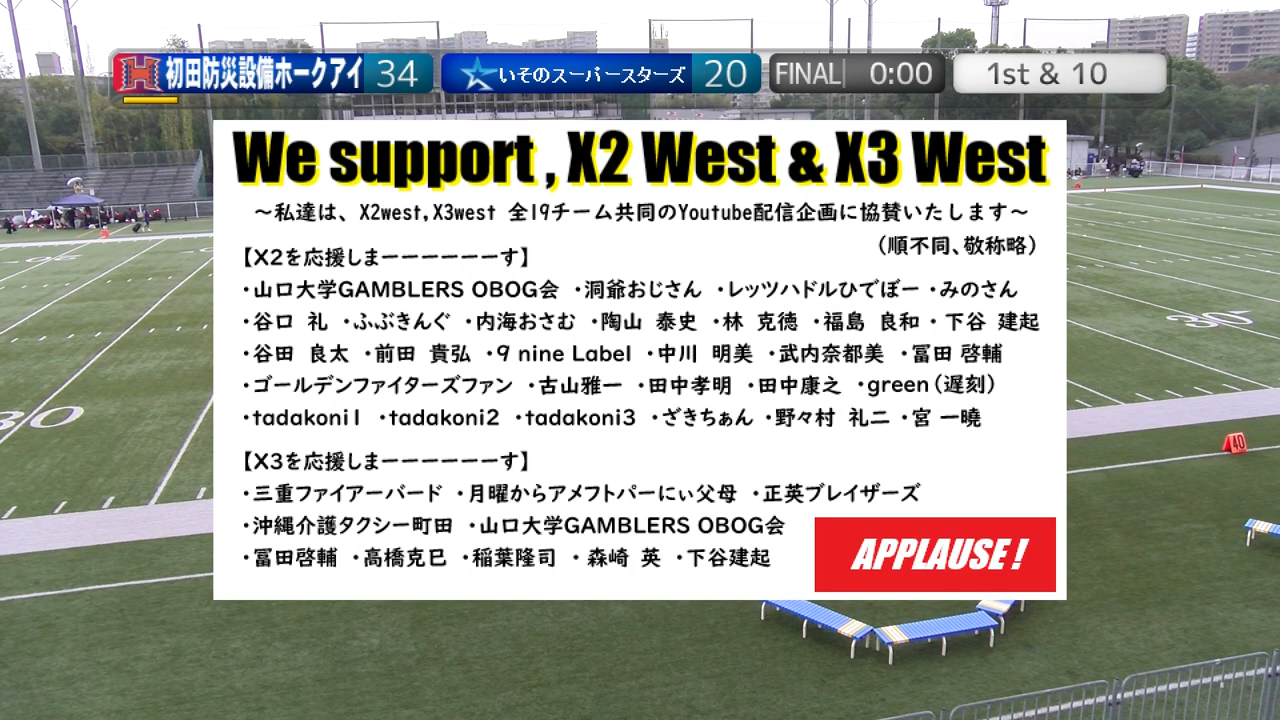 初田防災設備ホークアイ 34 いそのスーパースターズ 20 FINAL 0:00 1st & 10
We support , X2 West & X3 West
～私達は、X2west,X3west 全19チーム共同のYoutube配信企画に協賛いたします～
（順不同、敬称略）
【X2を応援しまーーーーーーす】
・山口大学GAMBLERS OBOG会 ・洞爺おじさん ・レッツハドルひでぼー ・みのさん
・谷口 礼 ・ふぶきんぐ ・内海おさむ ・陶山 泰史 ・林 克徳 ・福島 良和 ・下谷 建起
・谷田 良太 ・前田 貴弘 ・9 nine Label ・中川 明美 ・武内奈都美 ・冨田 啓輔
・ゴールデンファイターズファン ・古山雅一 ・田中孝明 ・田中康之 ・green（遅刻）
・tadakoni1 ・tadakoni2 ・tadakoni3 ・ざきちぁん ・野々村 礼二 ・宮 一曉
【X3を応援しまーーーーーーす】
・三重ファイアーバード ・月曜からアメフトパーにぃ父母 ・正英ブレイザーズ
・沖縄介護タクシー町田 ・山口大学GAMBLERS OBOG会
・冨田啓輔 ・高橋克巳 ・稲葉隆司 ・森崎 英 ・下谷建起
APPLAUSE !
30
40